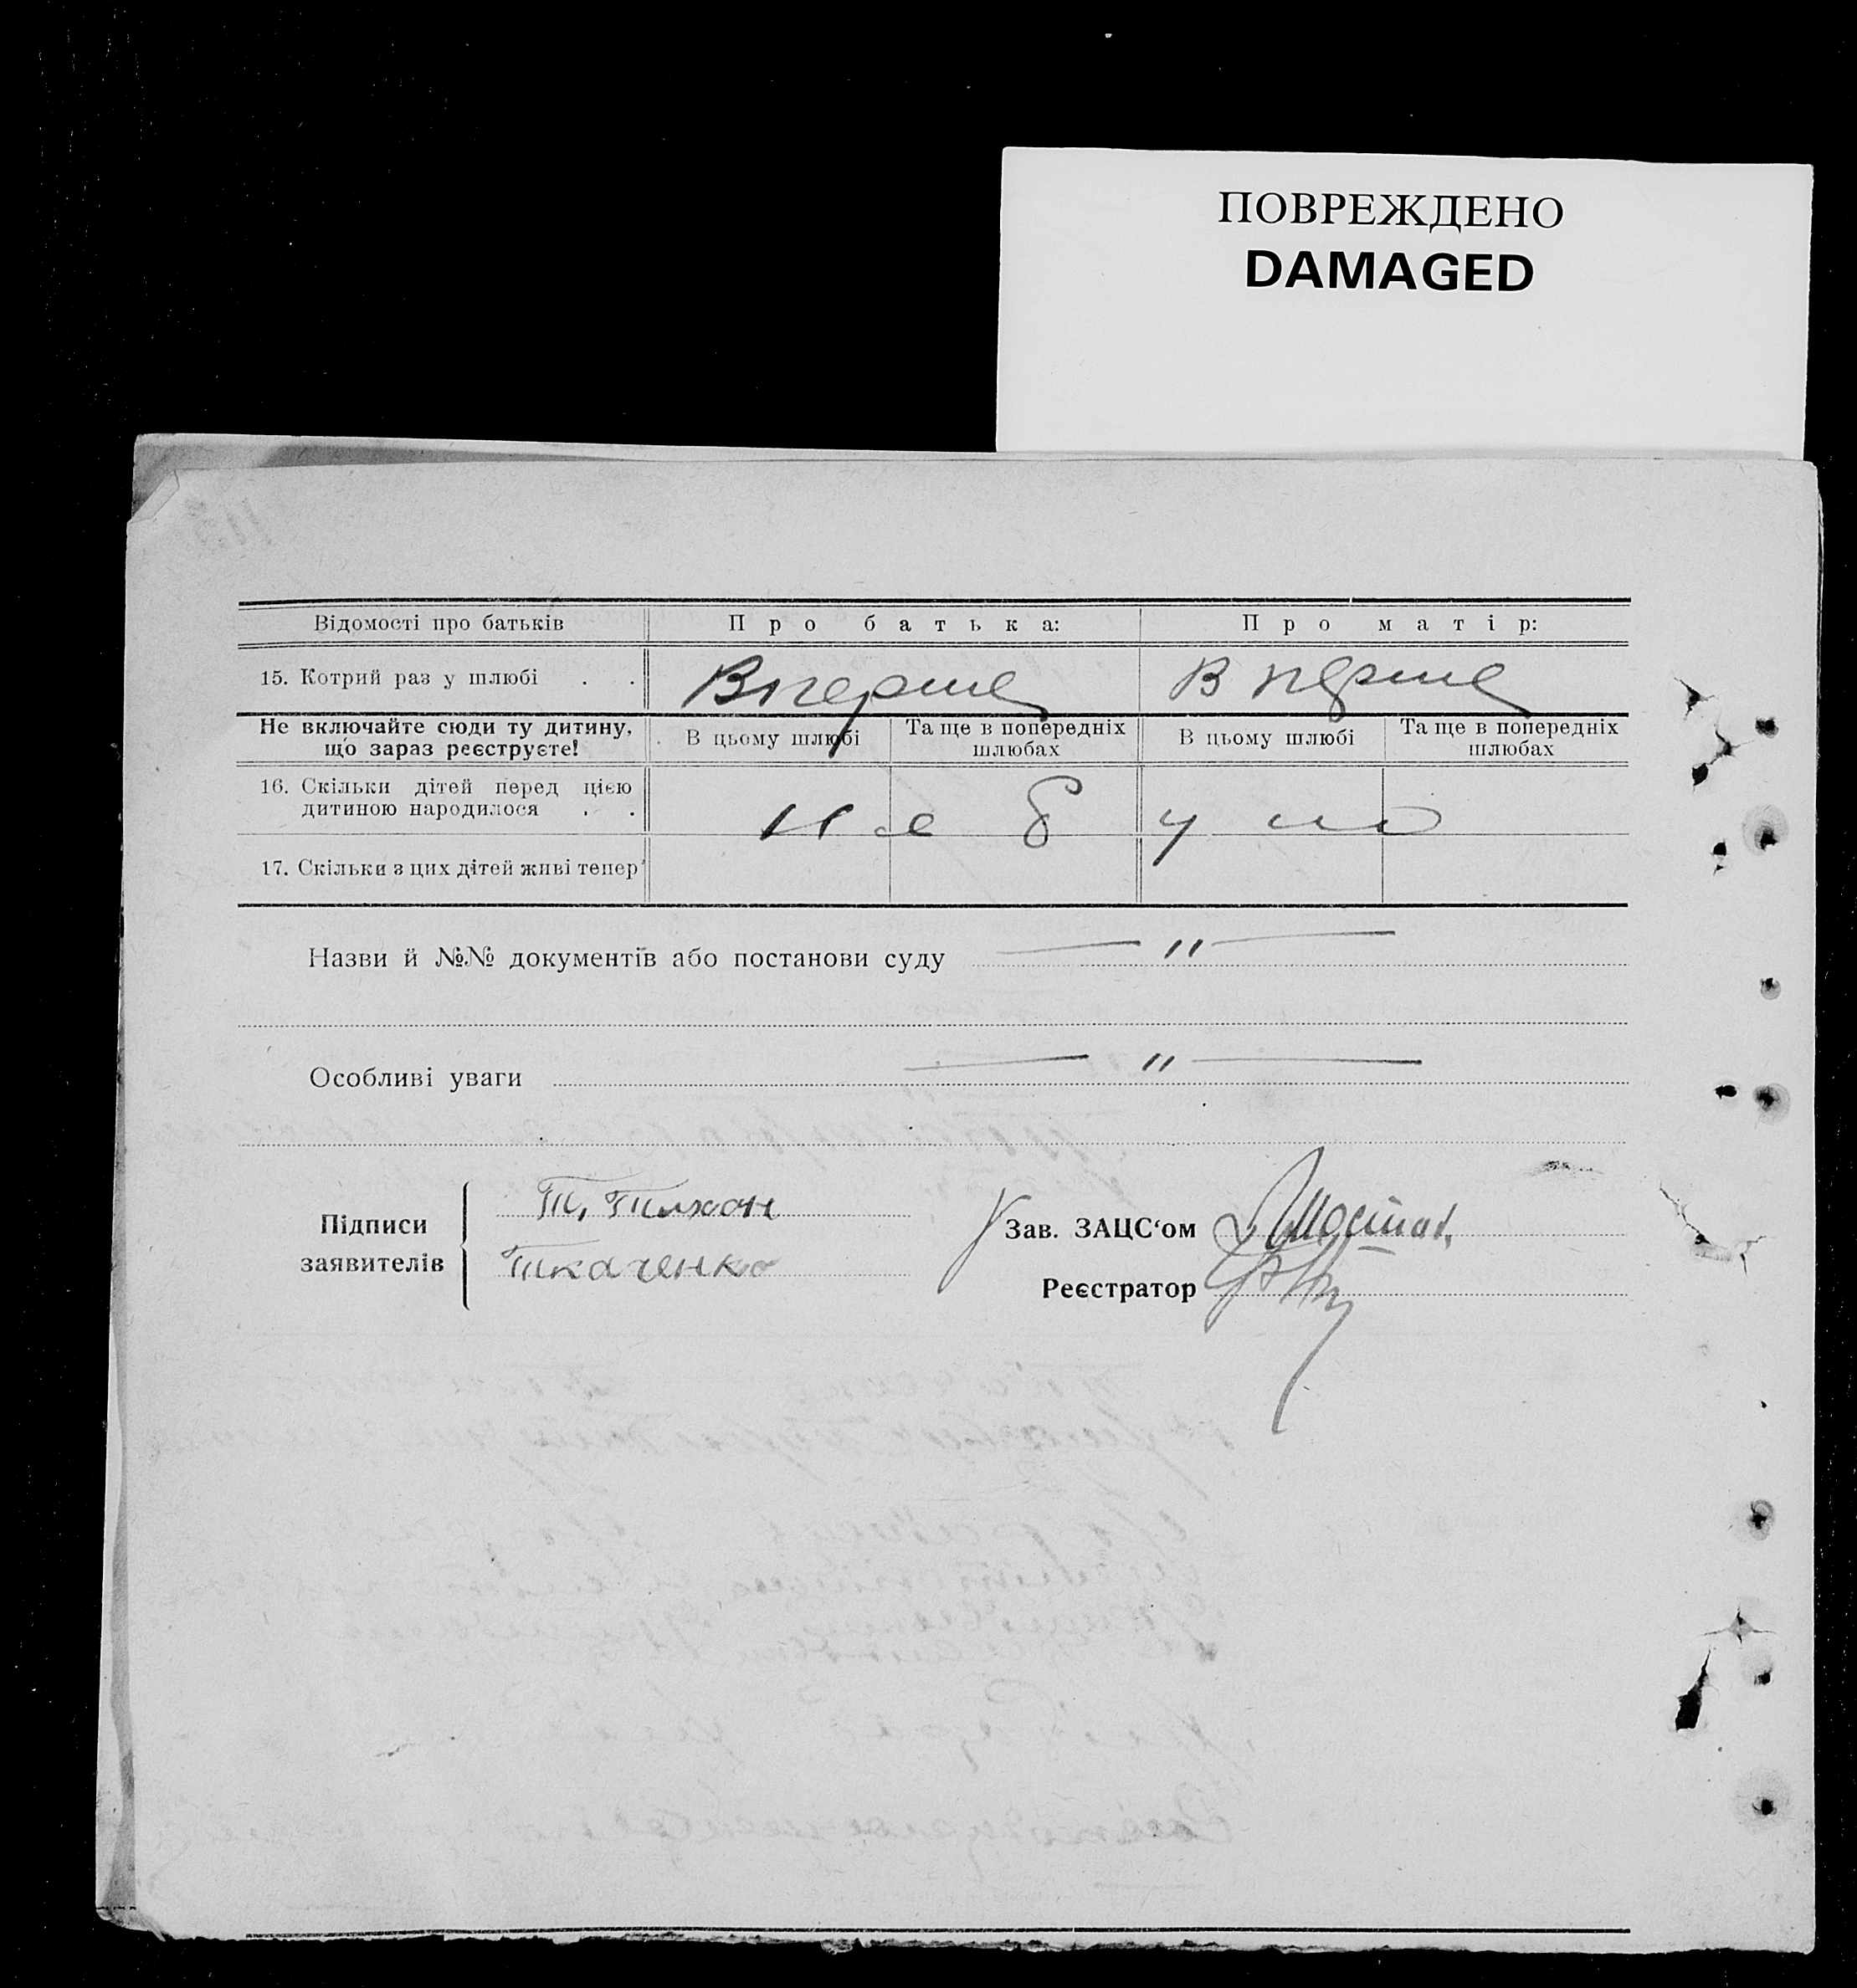 ПОВРЕЖДЕНО
DAMAGED
Відомості про батьків Про батька: Про матір:
15. Котрий раз у шлюбі . . Вперше В перше
Не включайте сюди ту дитину, що зараз реєструєте! В цьому шлюбі Та ще в попередніх шлюбах В цьому шлюбі Та ще в попередніх шлюбах
16. Скільки дітей перед цією
дитиною народилося . . не було
17. Скільки з цих дітей живі тепер
Назви й №№ документів або постанови суду — " —
Особливі уваги — " —
Підписи заявителів
Т. Тилхон
Ткаченко
Зав. ЗАЦС‘ом
Реєстратор